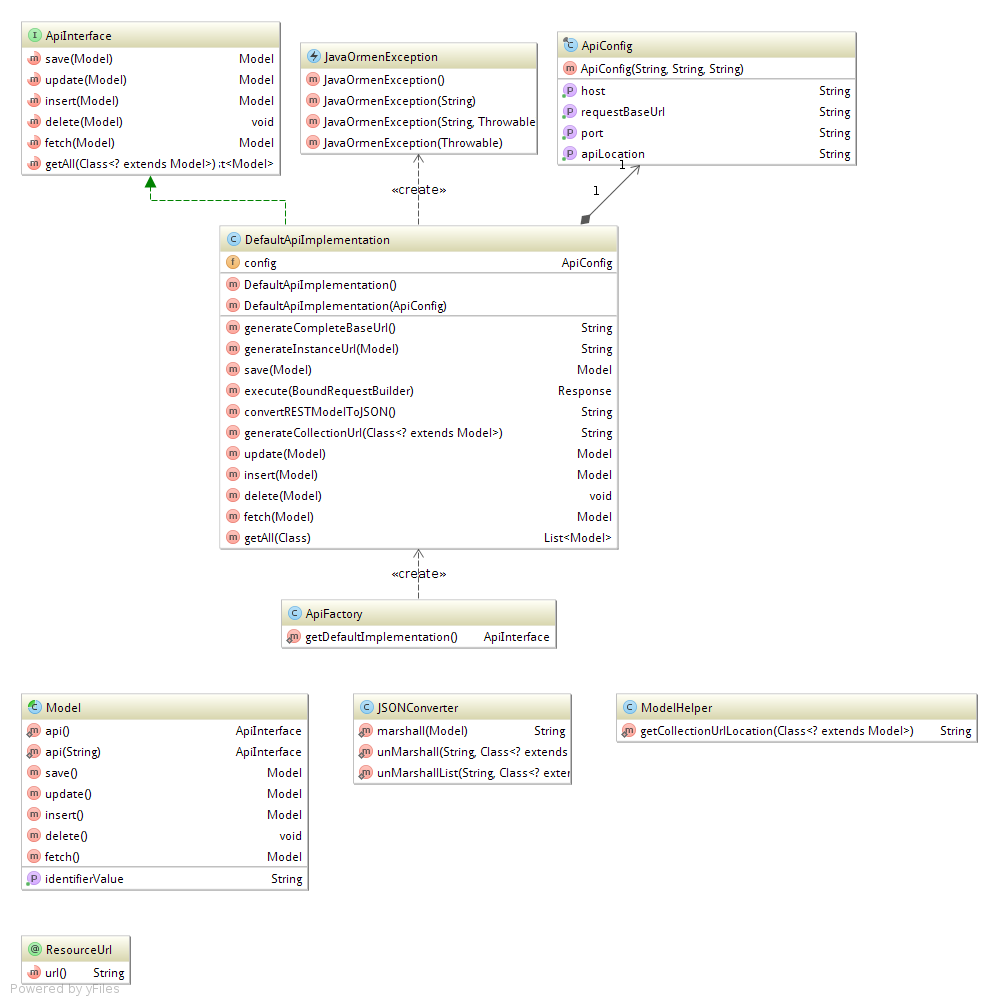 ApiInterface
save(Model) Model
update(Model) Model
insert(Model) Model
delete(Model) void
fetch(Model) Model
getAll(Class<? extends Model>) :t<Model>
JavaOrmenException
JavaOrmenException()
JavaOrmenException(String)
JavaOrmenException(String, Throwable
JavaOrmenException(Throwable)
ApiConfig
ApiConfig(String, String, String)
host String
requestBaseUrl String
port String
apiLocation String
1
1
«create»
DefaultApiImplementation
config ApiConfig
DefaultApiImplementation()
DefaultApiImplementation(ApiConfig)
generateCompleteBaseUrl() String
generateInstanceUrl(Model) String
save(Model) Model
execute(BoundRequestBuilder) Response
convertRESTModelToJSON() String
generateCollectionUrl(Class<? extends Model>) String
update(Model) Model
insert(Model) Model
delete(Model) void
fetch(Model) Model
getAll(Class) List<Model>
«create»
ApiFactory
getDefaultImplementation() ApiInterface
Model
api() ApiInterface
api(String) ApiInterface
save() Model
update() Model
insert() Model
delete() void
fetch() Model
identifierValue String
JSONConverter
marshall(Model) String
unMarshall(String, Class<? extends
unMarshallList(String, Class<? exter
ModelHelper
getCollectionUrlLocation(Class<? extends Model>) String
ResourceUrl
url() String
Powered by yFiles